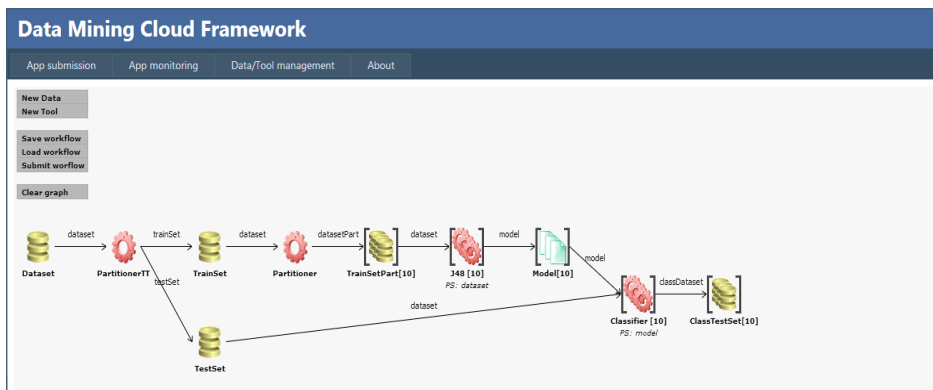 Data Mining Cloud Framework
App submission
App monitoring
Data/Tool management
About
New Data
New Tool
Save workflow
Load workflow
Submit worflow
Clear graph
dataset
trainSet
dataset
datasetPart
dataset
model
Dataset
PartitionerTT
TrainSet
Partitioner
TrainSetPart[10]
J48 [10]
PS: dataset
Model[10]
model
testSet
classDataset
dataset
Classifier [10]
PS: model
ClassTestSet[10]
TestSet